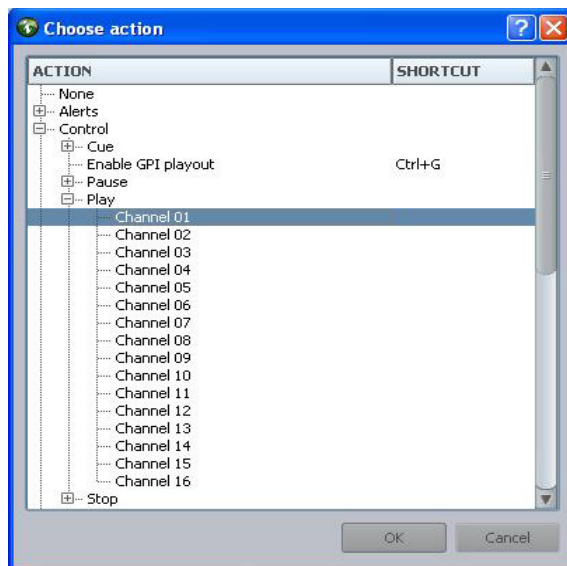 Choose action
ACTION SHORTCUT
None
Alerts
Control
Cue
Enable GPI playout Ctrl+G
Pause
Play
Channel 01
Channel 02
Channel 03
Channel 04
Channel 05
Channel 06
Channel 07
Channel 08
Channel 09
Channel 10
Channel 11
Channel 12
Channel 13
Channel 14
Channel 15
Channel 16
Stop
OK Cancel